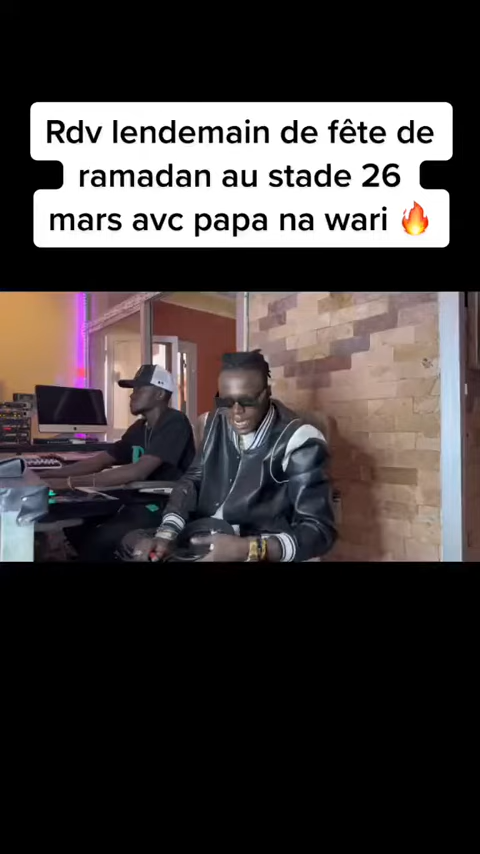 Rdv lendemain de fête de
ramadan au stade 26
mars avc papa na wari 🔥